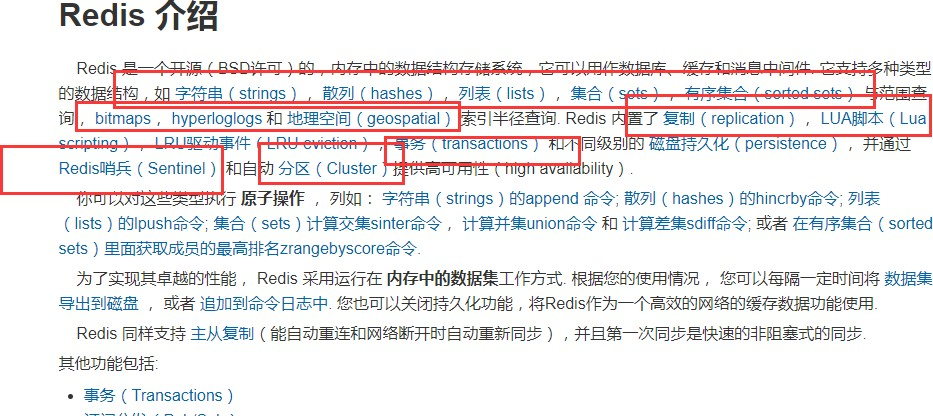 Redis 介绍
Redis 是一个开源（BSD许可）的，内存中的数据结构存储系统，它可以用作数据库、缓存和消息中间件. 它支持多种类型
的数据结构，如 字符串（strings）， 散列（hashes）， 列表（lists）， 集合（sets）， 有序集合（sorted sets） 与范围查
询， bitmaps， hyperloglogs 和 地理空间（geospatial） 索引半径查询. Redis 内置了 复制（replication）， LUA脚本（Lua
scripting）， LRU驱动事件（LRU eviction）， 事务（transactions） 和不同级别的 磁盘持久化（persistence）， 并通过
Redis哨兵（Sentinel） 和自动 分区（Cluster）提供高可用性（high availability）.
你可以对这些类型执行 原子操作 ， 列如： 字符串（strings）的append 命令; 散列（hashes）的hincrby命令; 列表
（lists）的lpush命令; 集合（sets）计算交集sinter命令， 计算并集union命令 和 计算差集sdiff命令; 或者 在有序集合（sorted
sets）里面获取成员的最高排名zrangebyscore命令.
为了实现其卓越的性能， Redis 采用运行在 内存中的数据集工作方式. 根据您的使用情况， 您可以每隔一定时间将 数据集
导出到磁盘 ， 或者 追加到命令日志中. 您也可以关闭持久化功能，将Redis作为一个高效的网络的缓存数据功能使用.
Redis 同样支持 主从复制（能自动重连和网络断开时自动重新同步），并且第一次同步是快速的非阻塞式的同步.
其他功能包括:
• 事务（Transactions）